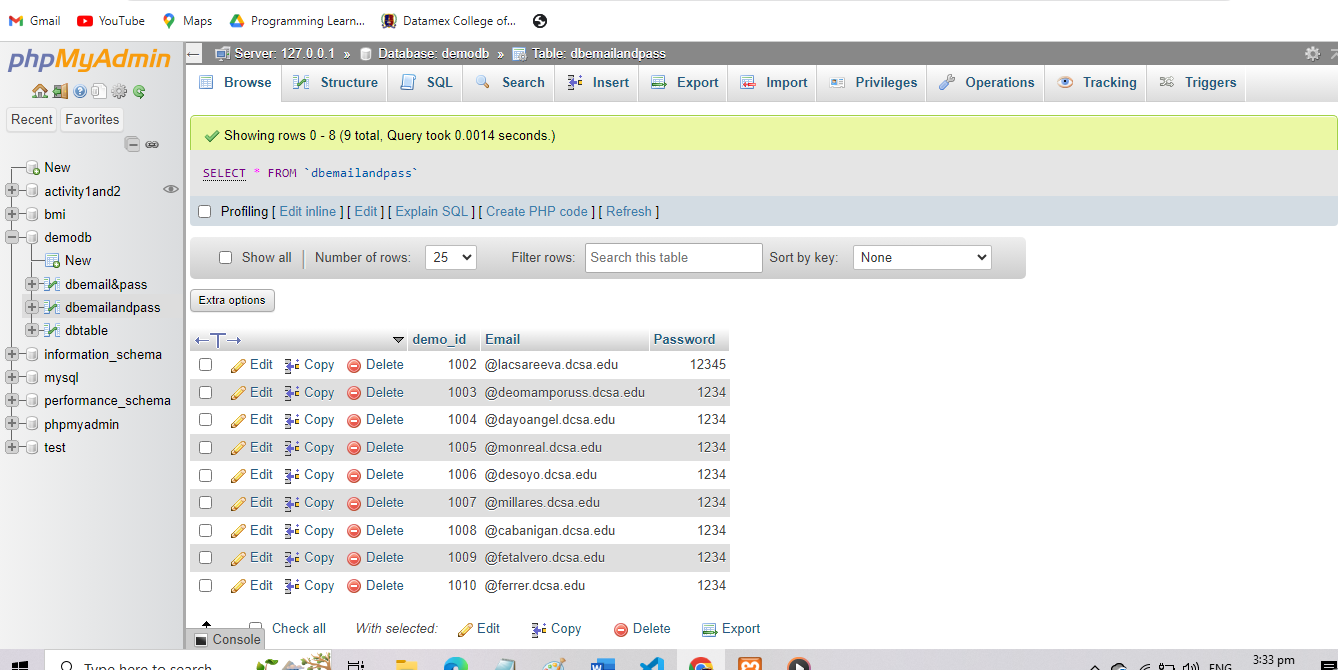 Gmail YouTube Maps Programming Learn... Datamex College of...
phpMyAdmin
Recent Favorites
New
activity1and2
bmi
demodb
New
dbemail&pass
dbemailandpass
dbtable
information_schema
mysql
performance_schema
phpmyadmin
test
Server: 127.0.0.1 » Database: demodb » Table: dbemailandpass
Browse Structure SQL Search Insert Export Import Privileges Operations Tracking Triggers
Showing rows 0 - 8 (9 total, Query took 0.0014 seconds.)
SELECT * FROM `dbemailandpass`
Profiling [ Edit inline ] [ Edit ] [ Explain SQL ] [ Create PHP code ] [ Refresh ]
Show all Number of rows: 25 Filter rows: Search this table Sort by key: None
Extra options
demo_id Email Password
Edit Copy Delete 1002 @lacsareeva.dcsa.edu 12345
Edit Copy Delete 1003 @deomamporuss.dcsa.edu 1234
Edit Copy Delete 1004 @dayoangel.dcsa.edu 1234
Edit Copy Delete 1005 @monreal.dcsa.edu 1234
Edit Copy Delete 1006 @desoyo.dcsa.edu 1234
Edit Copy Delete 1007 @millares.dcsa.edu 1234
Edit Copy Delete 1008 @cabanigan.dcsa.edu 1234
Edit Copy Delete 1009 @fetalvero.dcsa.edu 1234
Edit Copy Delete 1010 @ferrer.dcsa.edu 1234
Check all With selected: Edit Copy Delete Export
Console
Type here to search
ENG 3:33 pm